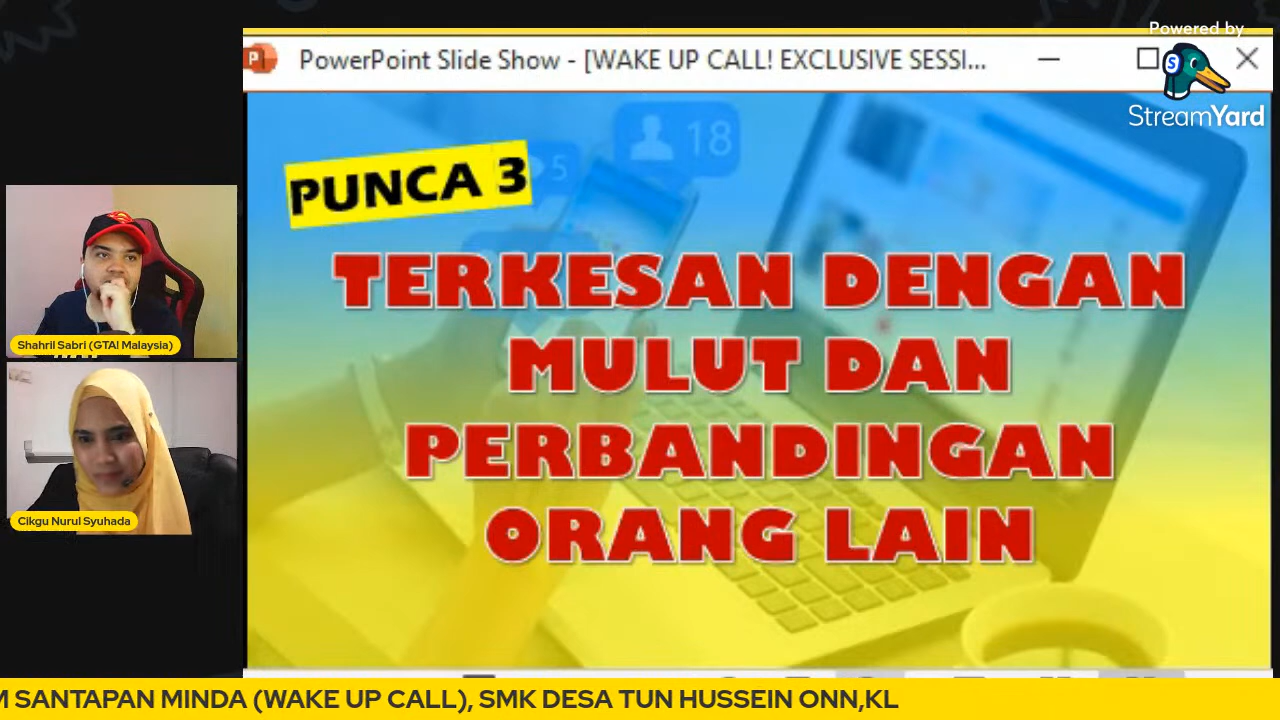 Powered by
StreamYard
PowerPoint Slide Show - [WAKE UP CALL! EXCLUSIVE SESSI...
5
18
PUNCA 3
TERKESAN DENGAN
MULUT DAN
PERBANDINGAN
ORANG LAIN
Shahril Sabri (GTA! Malaysia)
Cikgu Nurul Syuhada
M SANTAPAN MINDA (WAKE UP CALL), SMK DESA TUN HUSSEIN ONN,KL